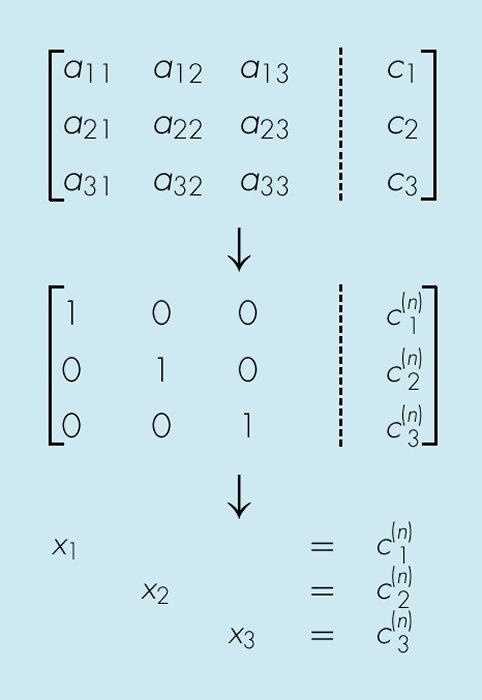 a11 a12 a13 c1
a21 a22 a23 c2
a31 a32 a33 c3
↓
1 0 0 c1(n)
0 1 0 c2(n)
0 0 1 c3(n)
↓
x1 = c1(n)
x2 = c2(n)
x3 = c3(n)